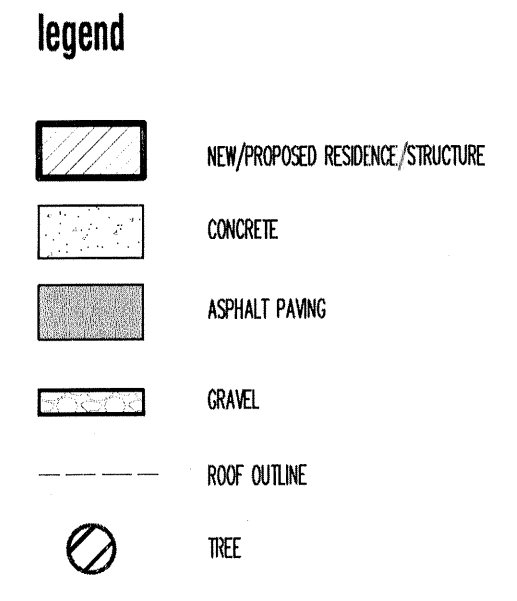 legend
NEW/PROPOSED RESIDENCE/STRUCTURE
CONCRETE
ASPHALT PAVING
GRAVEL
ROOF OUTLINE
TREE